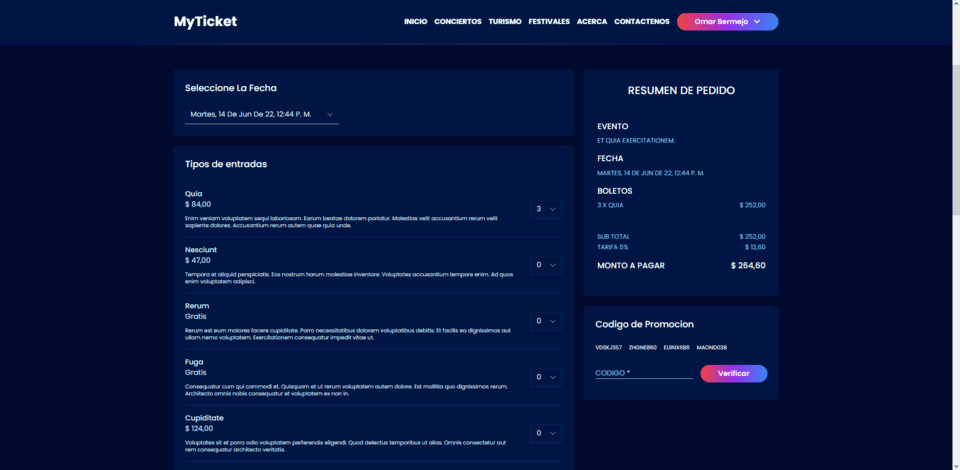 MyTicket
INICIO CONCIERTOS TURISMO FESTIVALES ACERCA CONTACTENOS Omar Bermejo
Seleccione La Fecha
Martes, 14 De Jun De 22, 12:44 P. M.
Tipos de entradas
Quia
$ 84,00
Enim veniam voluptatem sequi laboriosam. Earum beatae dolorem pariatur. Molestias velit accusantium rerum velit
sapiente dolores. Accusantium rerum autem quae quia unde.
3
Nesciunt
$ 47,00
Tempora et aliquid perspiciatis. Eos nostrum harum molestiae inventore. Voluptates accusantium tempore enim. Ad quos
enim voluptatem adipisci.
0
Rerum
Gratis
Rerum est eum maiores facere cupiditate. Porro necessitatibus dolorem voluptatibus debitis. Et facilis ea dignissimos aut
ullam nemo voluptatem. Exercitationem consequatur impedit vitae ut.
0
Fuga
Gratis
Consequatur cum qui commodi et. Quisquam et ut rerum voluptatem autem dolore. Est mollitia quo dignissimos rerum.
Architecto omnis nobis consequatur et voluptatem ex non in.
0
Cupiditate
$ 124,00
Voluptates sit et porro odio voluptatem perferendis eligendi. Quod delectus temporibus ut alias. Omnis consectetur aut
rem consequatur architecto veritatis.
0
RESUMEN DE PEDIDO
EVENTO
ET QUIA EXERCITATIONEM.
FECHA
MARTES, 14 DE JUN DE 22, 12:44 P. M.
BOLETOS
3 X QUIA $ 252,00
SUB TOTAL $ 252,00
TARIFA 5% $ 12,60
MONTO A PAGAR $ 264,60
Codigo de Promocion
VDSKJ357 ZHGNEB60 ELRNX6B6 MAOND038
CODIGO *
Verificar